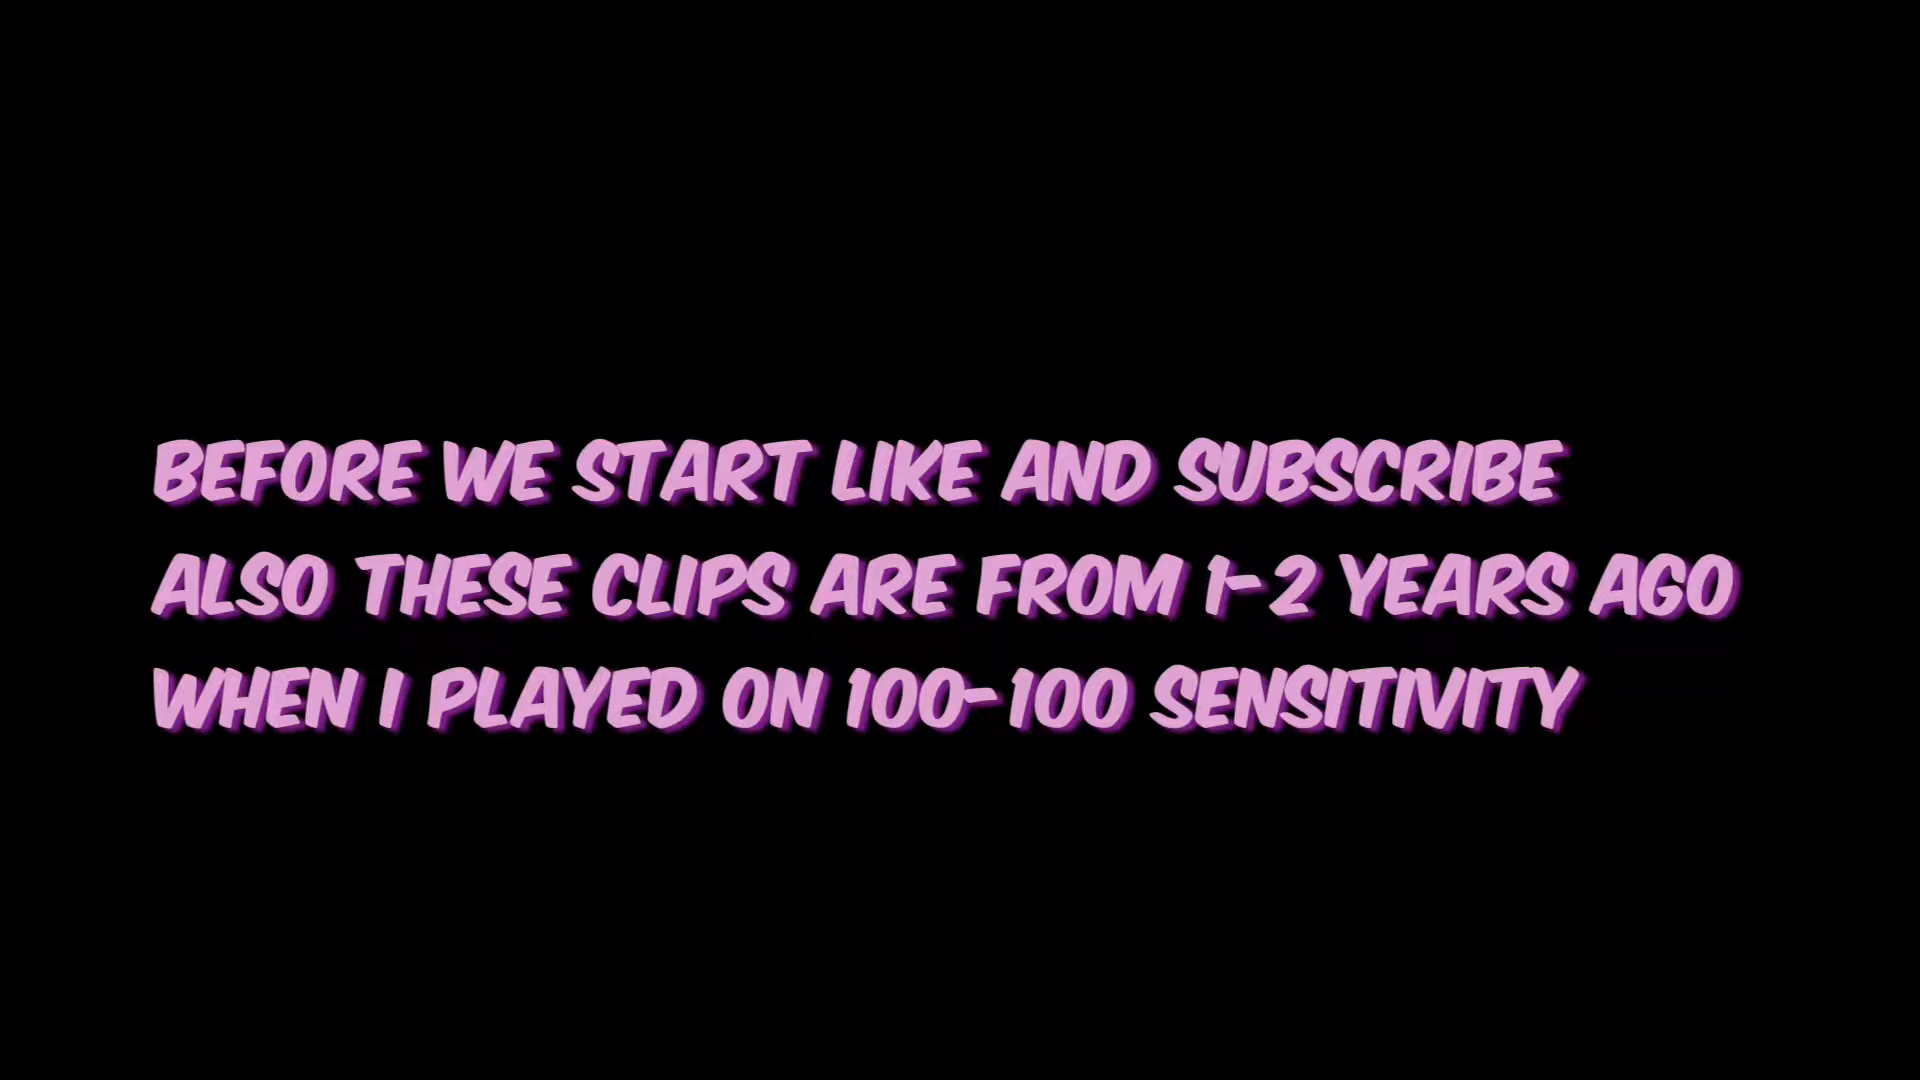 BEFORE WE START LIKE AND SUBSCRIBE
ALSO THESE CLIPS ARE FROM 1-2 YEARS AGO
WHEN I PLAYED ON 100-100 SENSITIVITY